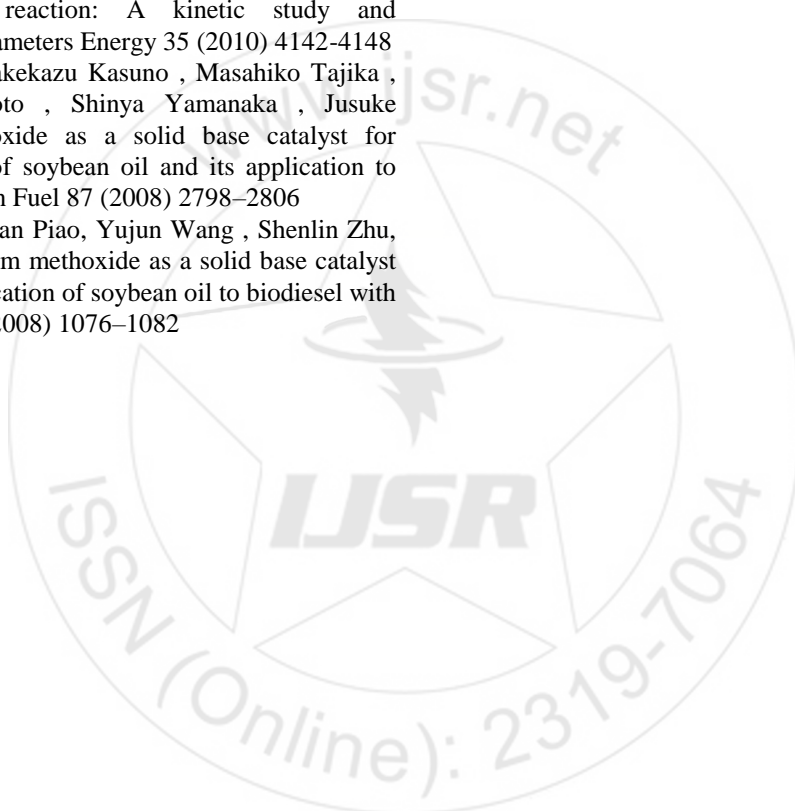 reaction: A kinetic study and
ameters Energy 35 (2010) 4142-4148
akekazu Kasuno , Masahiko Tajika ,
oto , Shinya Yamanaka , Jusuke
oxide as a solid base catalyst for
of soybean oil and its application to
n Fuel 87 (2008) 2798–2806
an Piao, Yujun Wang , Shenlin Zhu,
m methoxide as a solid base catalyst
cation of soybean oil to biodiesel with
2008) 1076–1082
www.ijsr.net
IJSR
ISSN (Online): 2319-7064